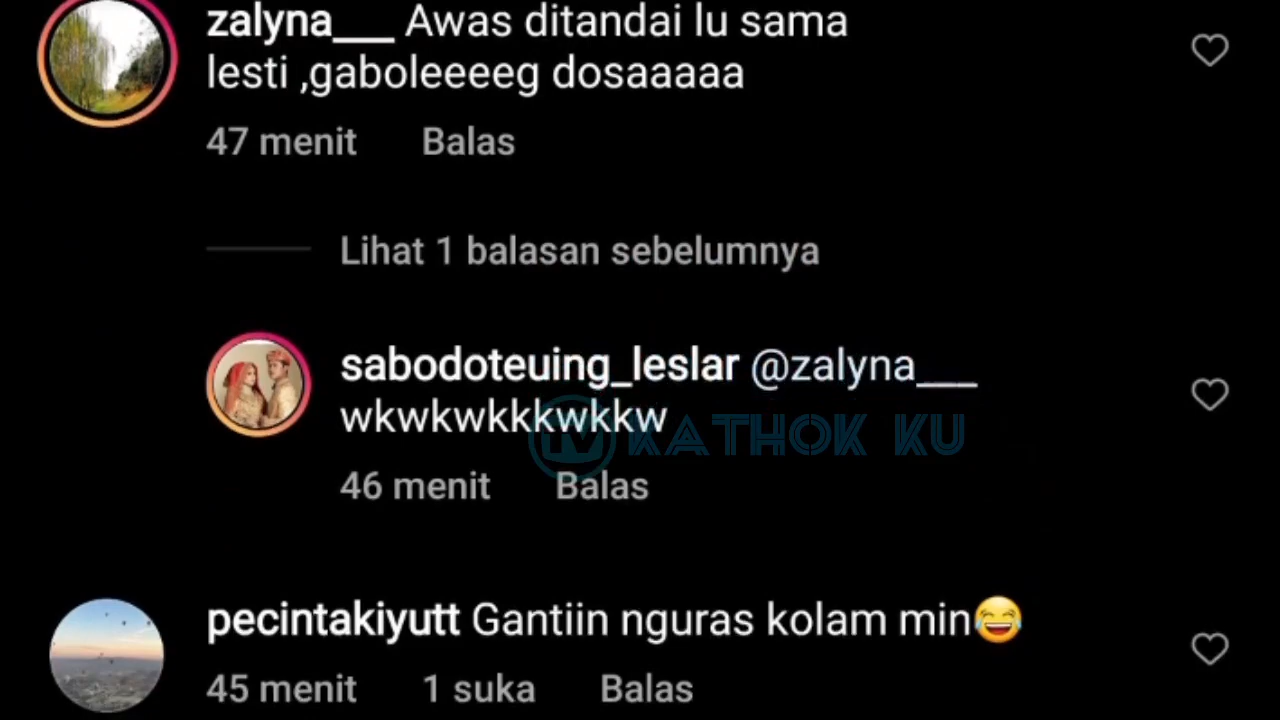 zalyna___ Awas ditandai lu sama
lesti ,gaboleeeeg dosaaaaa
47 menit Balas
Lihat 1 balasan sebelumnya
sabodoteuing_leslar @zalyna___
wkwkwkkkwkkw
TV KATHOK KU
46 menit Balas
pecintakiyutt Gantiin nguras kolam min😂
45 menit 1 suka Balas